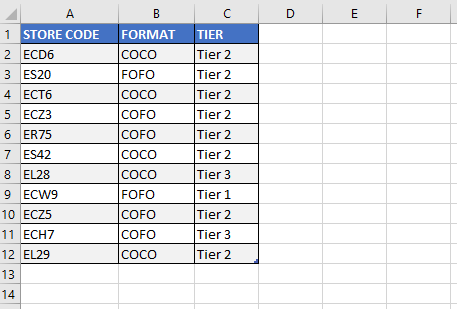 A B C D E F
1 STORE CODE FORMAT TIER
2 ECD6 COCO Tier 2
3 ES20 FOFO Tier 2
4 ECT6 COCO Tier 2
5 ECZ3 COFO Tier 2
6 ER75 COFO Tier 2
7 ES42 COCO Tier 2
8 EL28 COCO Tier 3
9 ECW9 FOFO Tier 1
10 ECZ5 COFO Tier 2
11 ECH7 COFO Tier 3
12 EL29 COCO Tier 2
13
14